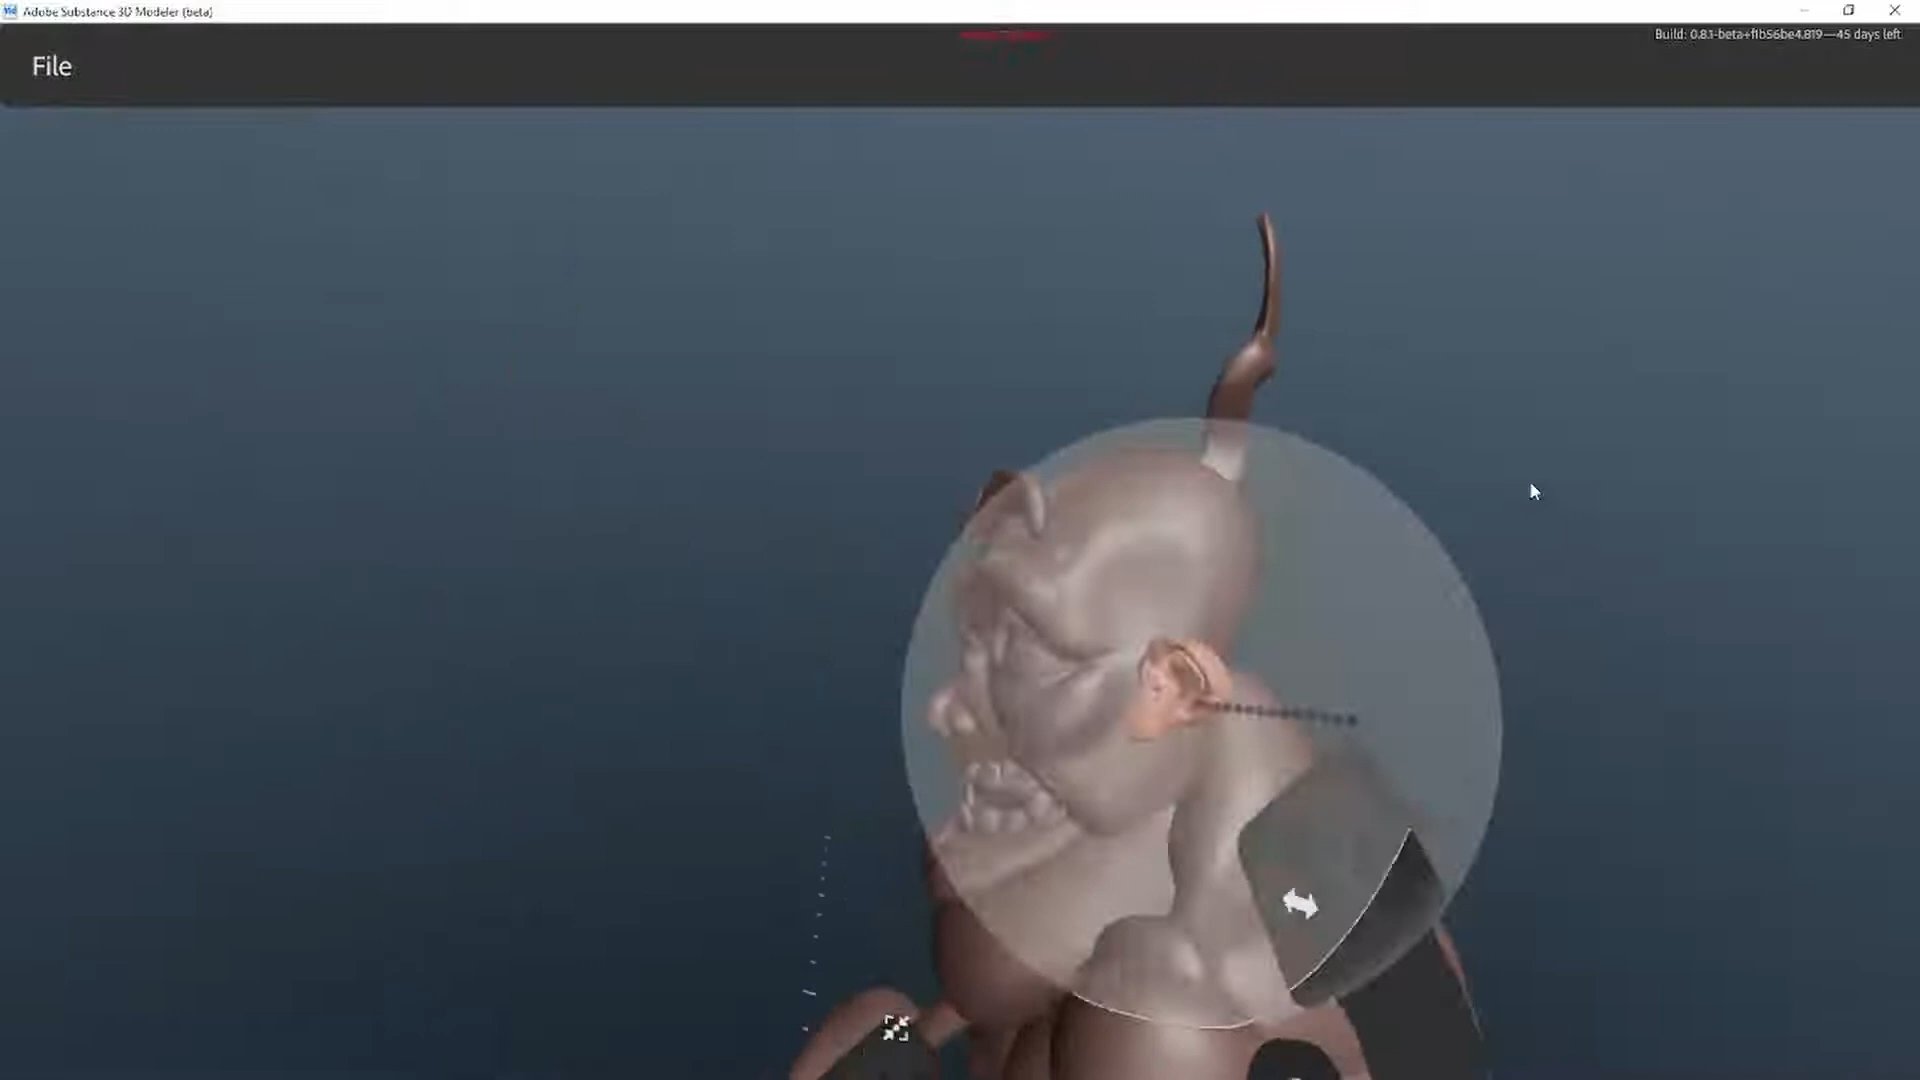 Adobe Substance 3D Modeler (beta)
Build: 0.8.1-beta+f1b56be4.819—45 days left
File